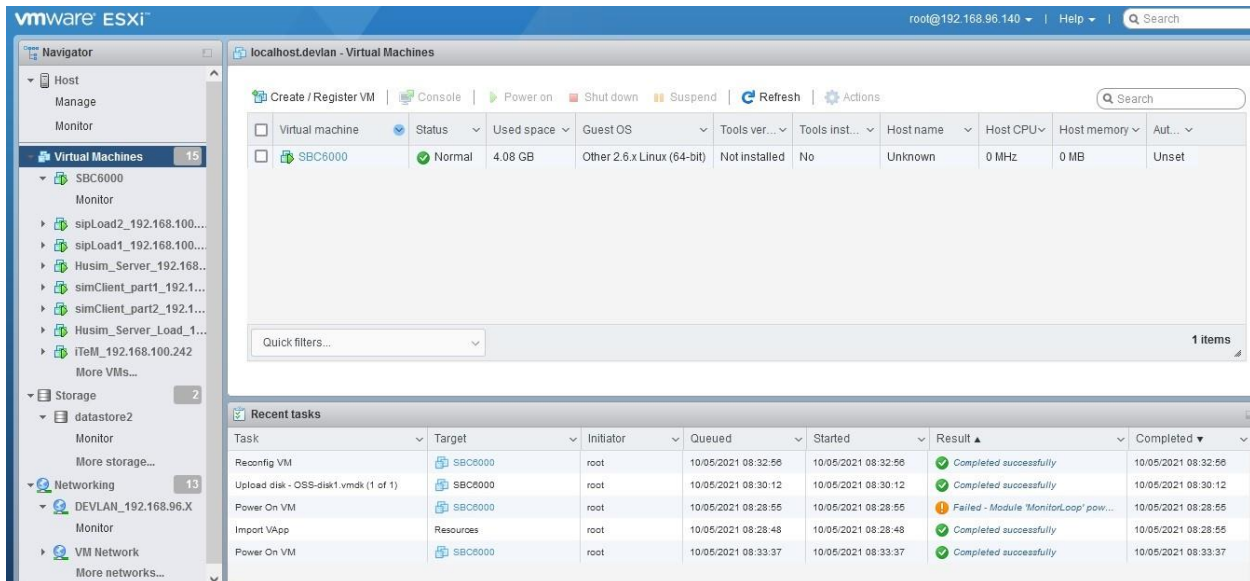 vmware ESXi™
root@192.168.96.140 | Help | Search
Navigator
Host
Manage
Monitor
Virtual Machines 15
SBC6000
Monitor
sipLoad2_192.168.100....
sipLoad1_192.168.100....
Husim_Server_192.168..
simClient_part1_192.1...
simClient_part2_192.1...
Husim_Server_Load_1...
iTeM_192.168.100.242
More VMs...
Storage 2
datastore2
Monitor
More storage...
Networking 13
DEVLAN_192.168.96.X
Monitor
VM Network
More networks...
localhost.devlan - Virtual Machines
Create / Register VM | Console | Power on Shut down Suspend | Refresh | Actions
Search
Virtual machine Status Used space Guest OS Tools ver... Tools inst... Host name Host CPU Host memory Aut...
SBC6000 Normal 4.08 GB Other 2.6.x Linux (64-bit) Not installed No Unknown 0 MHz 0 MB Unset
Quick filters...
1 items
Recent tasks
Task Target Initiator Queued Started Result Completed
Reconfig VM SBC6000 root 10/05/2021 08:32:56 10/05/2021 08:32:56 Completed successfully 10/05/2021 08:32:56
Upload disk - OSS-disk1.vmdk (1 of 1) SBC6000 root 10/05/2021 08:30:12 10/05/2021 08:30:12 Completed successfully 10/05/2021 08:30:12
Power On VM SBC6000 root 10/05/2021 08:28:55 10/05/2021 08:28:55 Failed - Module 'MonitorLoop' pow... 10/05/2021 08:28:55
Import VApp Resources root 10/05/2021 08:28:48 10/05/2021 08:28:48 Completed successfully 10/05/2021 08:28:55
Power On VM SBC6000 root 10/05/2021 08:33:37 10/05/2021 08:33:37 Completed successfully 10/05/2021 08:33:37